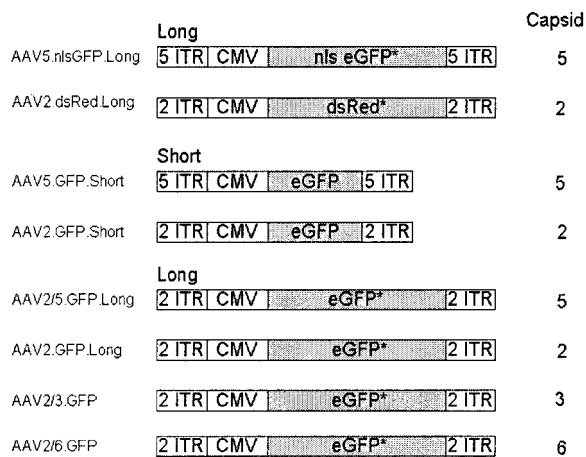 Capsid
Long
AAV5.nlsGFP.Long 5 ITR CMV nls eGFP* 5 ITR 5
AAV2.dsRed.Long 2 ITR CMV dsRed* 2 ITR 2
Short
AAV5.GFP.Short 5 ITR CMV eGFP 5 ITR 5
AAV2.GFP.Short 2 ITR CMV eGFP 2 ITR 2
Long
AAV2/5.GFP.Long 2 ITR CMV eGFP* 2 ITR 5
AAV2.GFP.Long 2 ITR CMV eGFP* 2 ITR 2
AAV2/3.GFP 2 ITR CMV eGFP* 2 ITR 3
AAV2/6.GFP 2 ITR CMV eGFP* 2 ITR 6